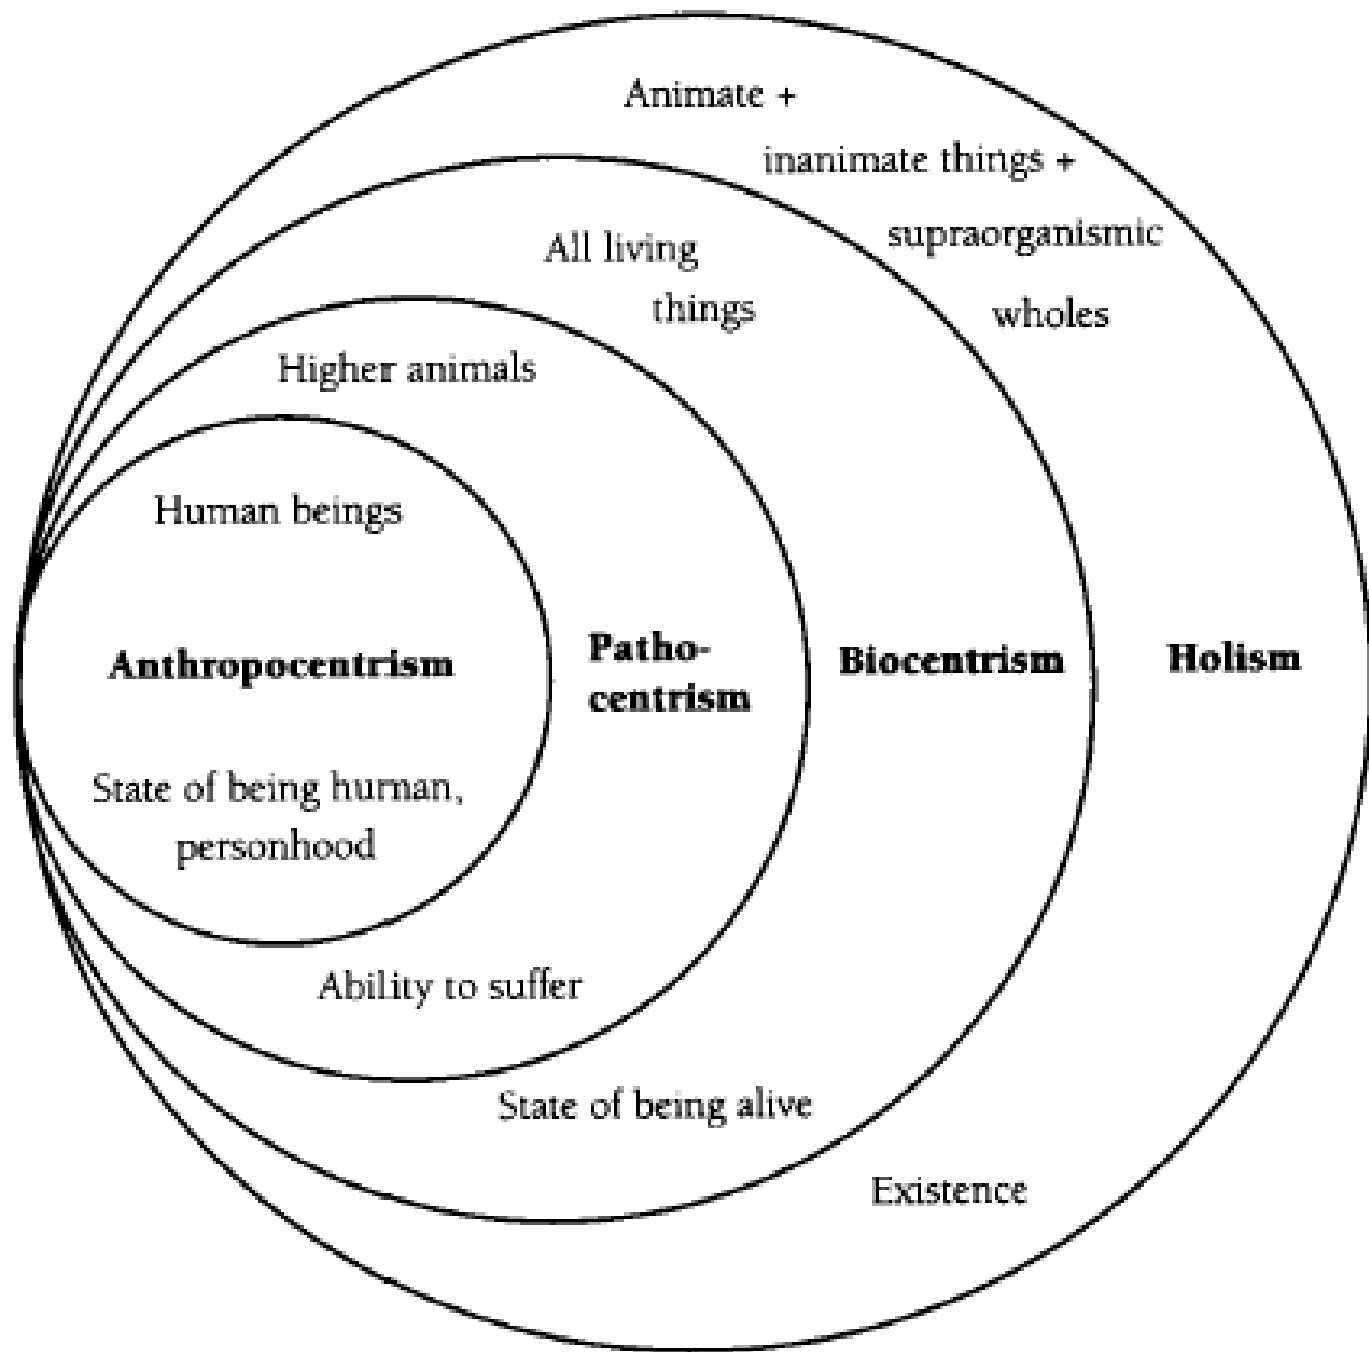 Animate +
inanimate things +
supraorganismic
wholes
All living
things
Higher animals
Human beings
Anthropocentrism
Patho-
centrism
Biocentrism
Holism
State of being human,
personhood
Ability to suffer
State of being alive
Existence